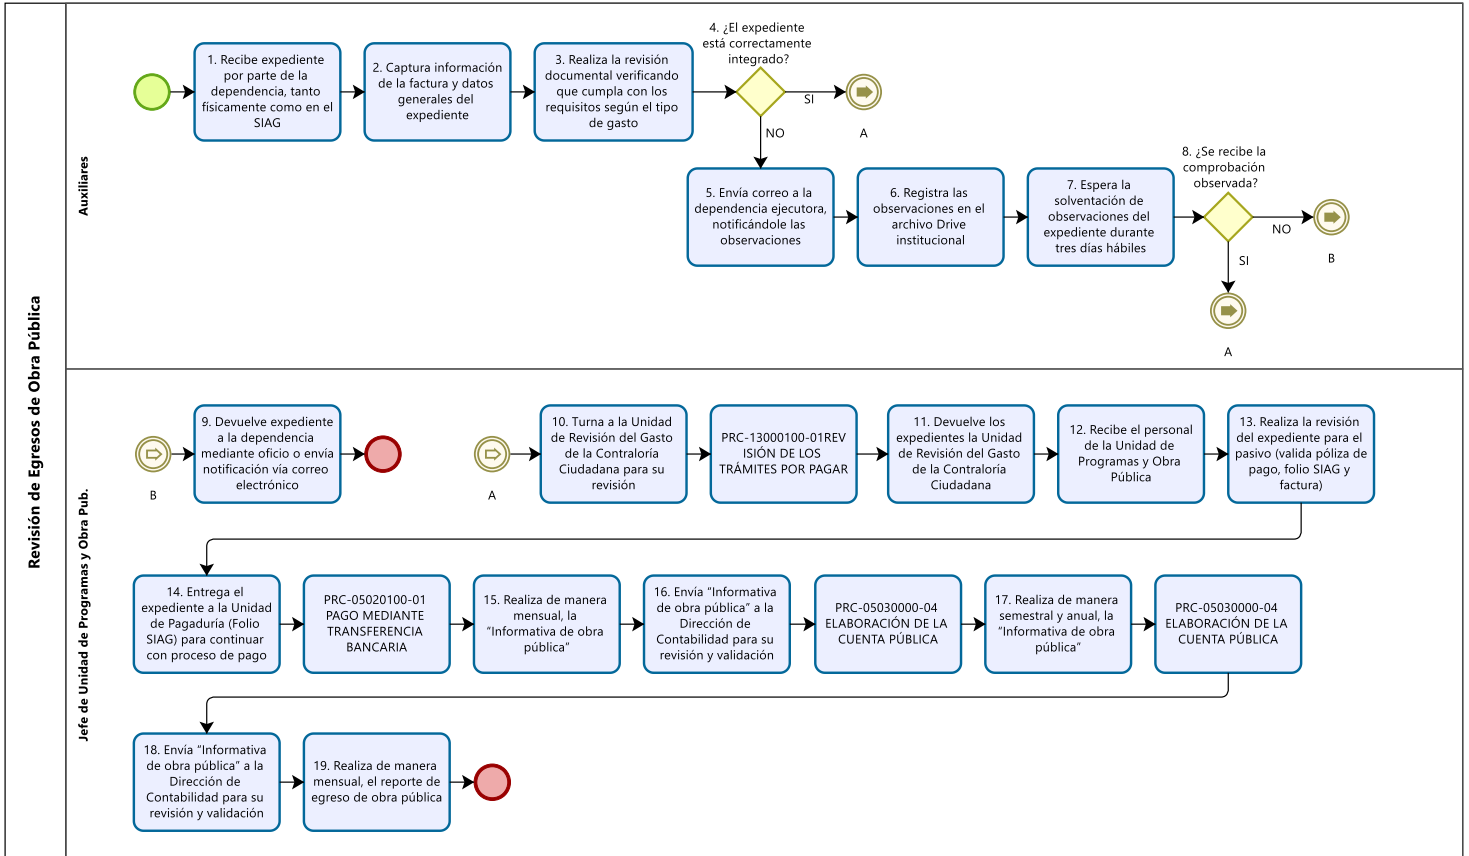 Revisión de Egresos de Obra Pública
Auxiliares
1. Recibe expediente
por parte de la
dependencia, tanto
físicamente como en el
SIAG
2. Captura información
de la factura y datos
generales del
expediente
3. Realiza la revisión
documental verificando
que cumpla con los
requisitos según el tipo
de gasto
4. ¿El expediente
está correctamente
integrado?
SI
A
NO
5. Envía correo a la
dependencia ejecutora,
notificándole las
observaciones
6. Registra las
observaciones en el
archivo Drive
institucional
7. Espera la
solventación de
observaciones del
expediente durante
tres días hábiles
8. ¿Se recibe la
comprobación
observada?
NO
B
SI
A
Jefe de Unidad de Programas y Obra Pub.
B
9. Devuelve expediente
a la dependencia
mediante oficio o envía
notificación vía correo
electrónico
A
10. Turna a la Unidad
de Revisión del Gasto
de la Contraloría
Ciudadana para su
revisión
PRC-13000100-01REV
ISIÓN DE LOS
TRÁMITES POR PAGAR
11. Devuelve los
expedientes la Unidad
de Revisión del Gasto
de la Contraloría
Ciudadana
12. Recibe el personal
de la Unidad de
Programas y Obra
Pública
13. Realiza la revisión
del expediente para el
pasivo (valida póliza de
pago, folio SIAG y
factura)
14. Entrega el
expediente a la Unidad
de Pagaduría (Folio
SIAG) para continuar
con proceso de pago
PRC-05020100-01
PAGO MEDIANTE
TRANSFERENCIA
BANCARIA
15. Realiza de manera
mensual, la
“Informativa de obra
pública”
16. Envía “Informativa
de obra pública” a la
Dirección de
Contabilidad para su
revisión y validación
PRC-05030000-04
ELABORACIÓN DE LA
CUENTA PÚBLICA
17. Realiza de manera
semestral y anual, la
“Informativa de obra
pública”
PRC-05030000-04
ELABORACIÓN DE LA
CUENTA PÚBLICA
18. Envía “Informativa
de obra pública” a la
Dirección de
Contabilidad para su
revisión y validación
19. Realiza de manera
mensual, el reporte de
egreso de obra pública